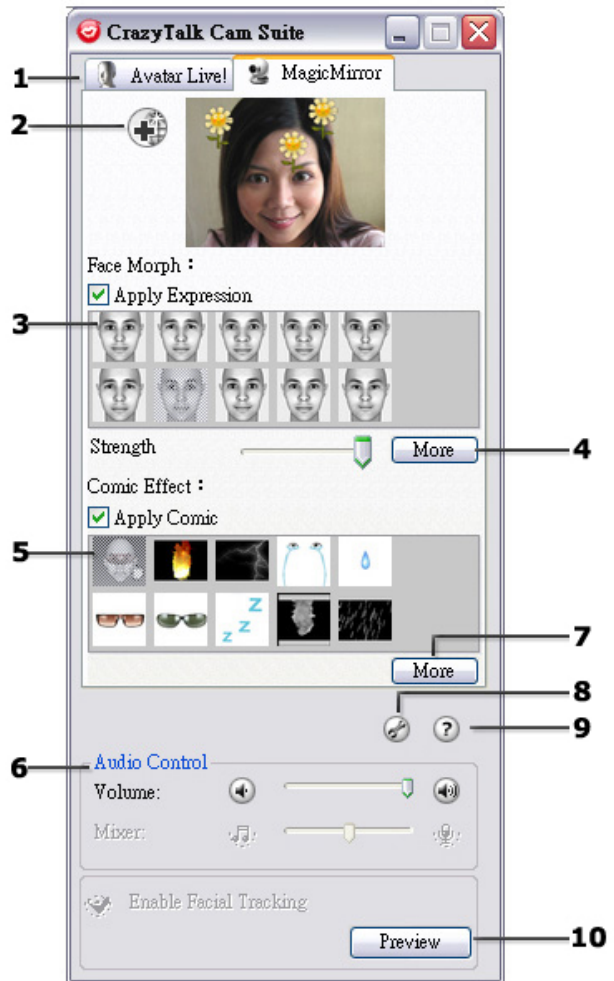 CrazyTalk Cam Suite
1 Avatar Live! MagicMirror
2
Face Morph :
Apply Expression
3
Strength More 4
Comic Effect :
Apply Comic
5
z z z
7
More
8
? 9
6 Audio Control
Volume:
Mixer:
Enable Facial Tracking
Preview 10